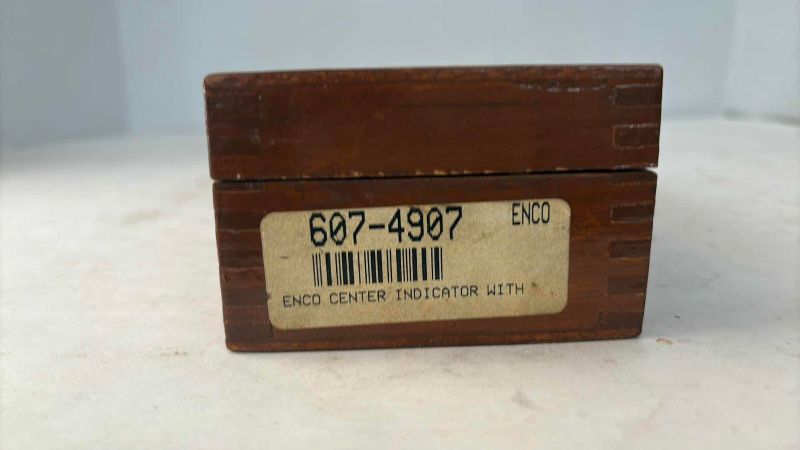 607-4907 ENCO
ENCO CENTER INDICATOR WITH